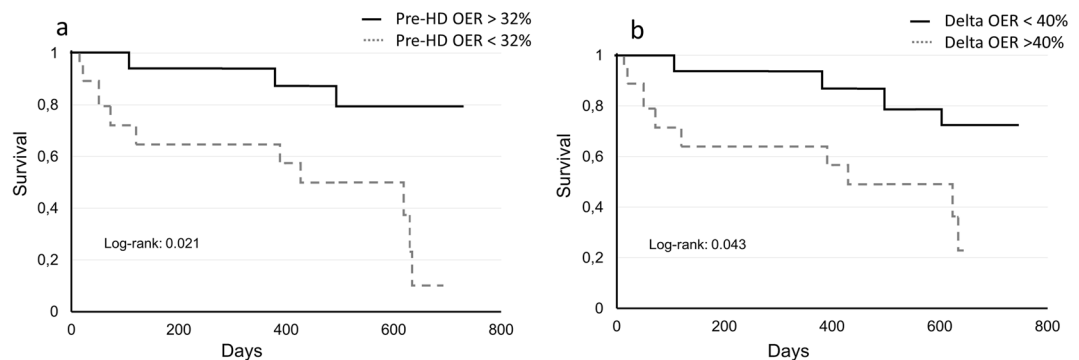 a
Pre-HD OER > 32%
Pre-HD OER < 32%
1
0,8
0,6
0,4
0,2
0
Survival
Log-rank: 0.021
0
200
400
600
800
Days
b
Delta OER < 40%
Delta OER >40%
1
0,8
0,6
0,4
0,2
0
Survival
Log-rank: 0.043
0
200
400
600
800
Days